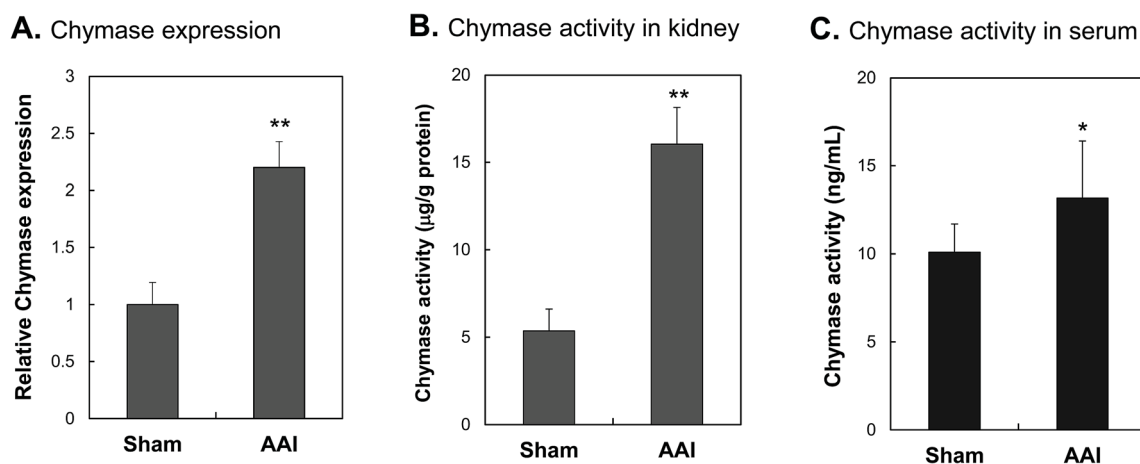 A. Chymase expression
Relative Chymase expression
3
2.5
2
1.5
1
0.5
0
**
Sham
AAI
B. Chymase activity in kidney
Chymase activity (µg/g protein)
20
15
10
5
0
**
Sham
AAI
C. Chymase activity in serum
Chymase activity (ng/mL)
20
15
10
5
0
*
Sham
AAI